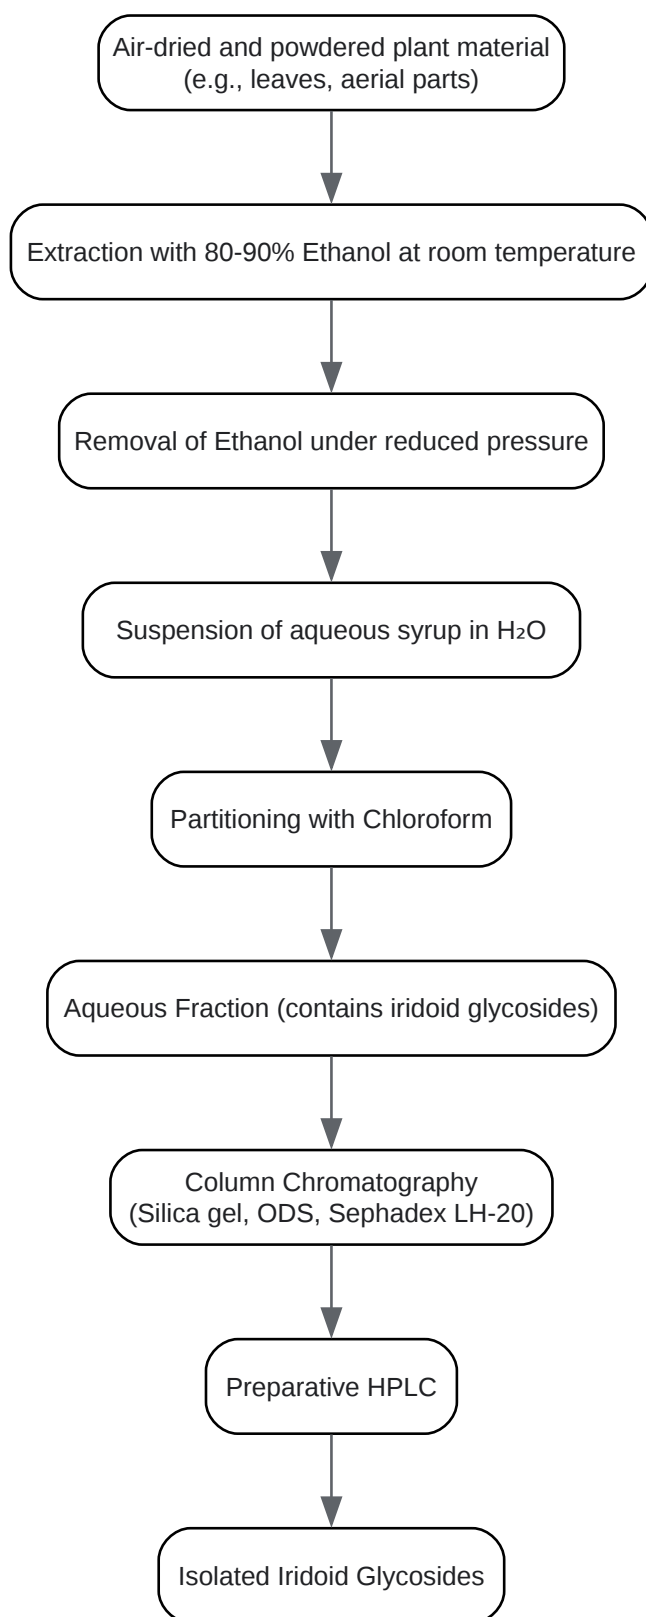 Air-dried and powdered plant material
(e.g., leaves, aerial parts)
Extraction with 80-90% Ethanol at room temperature
Removal of Ethanol under reduced pressure
Suspension of aqueous syrup in H₂O
Partitioning with Chloroform
Aqueous Fraction (contains iridoid glycosides)
Column Chromatography
(Silica gel, ODS, Sephadex LH-20)
Preparative HPLC
Isolated Iridoid Glycosides